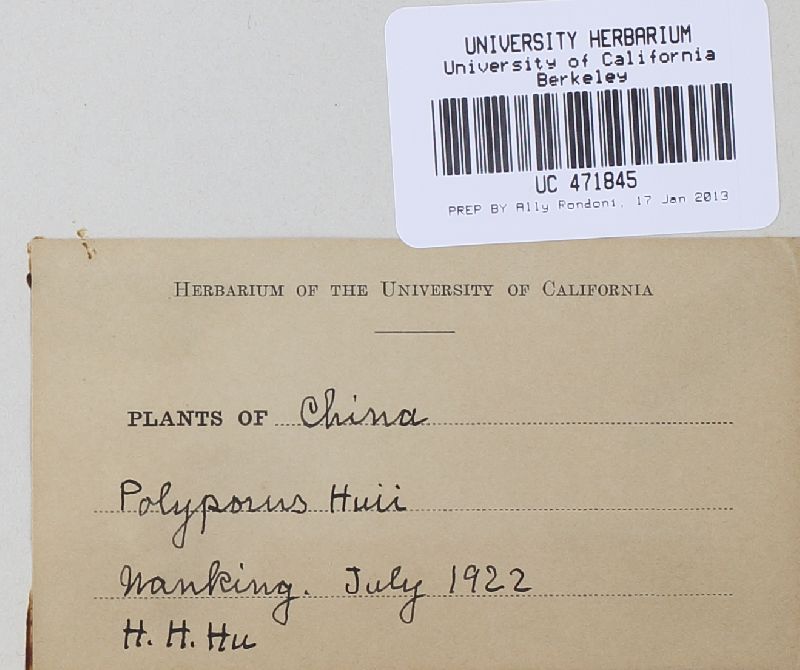 UNIVERSITY HERBARIUM
University of California
Berkeley
UC 471845
PREP BY Ally Rondoni, 17 Jan 2013
HERBARIUM OF THE UNIVERSITY OF CALIFORNIA
PLANTS OF China
Polyporus Huii
Nanking. July 1922
H. H. Hu